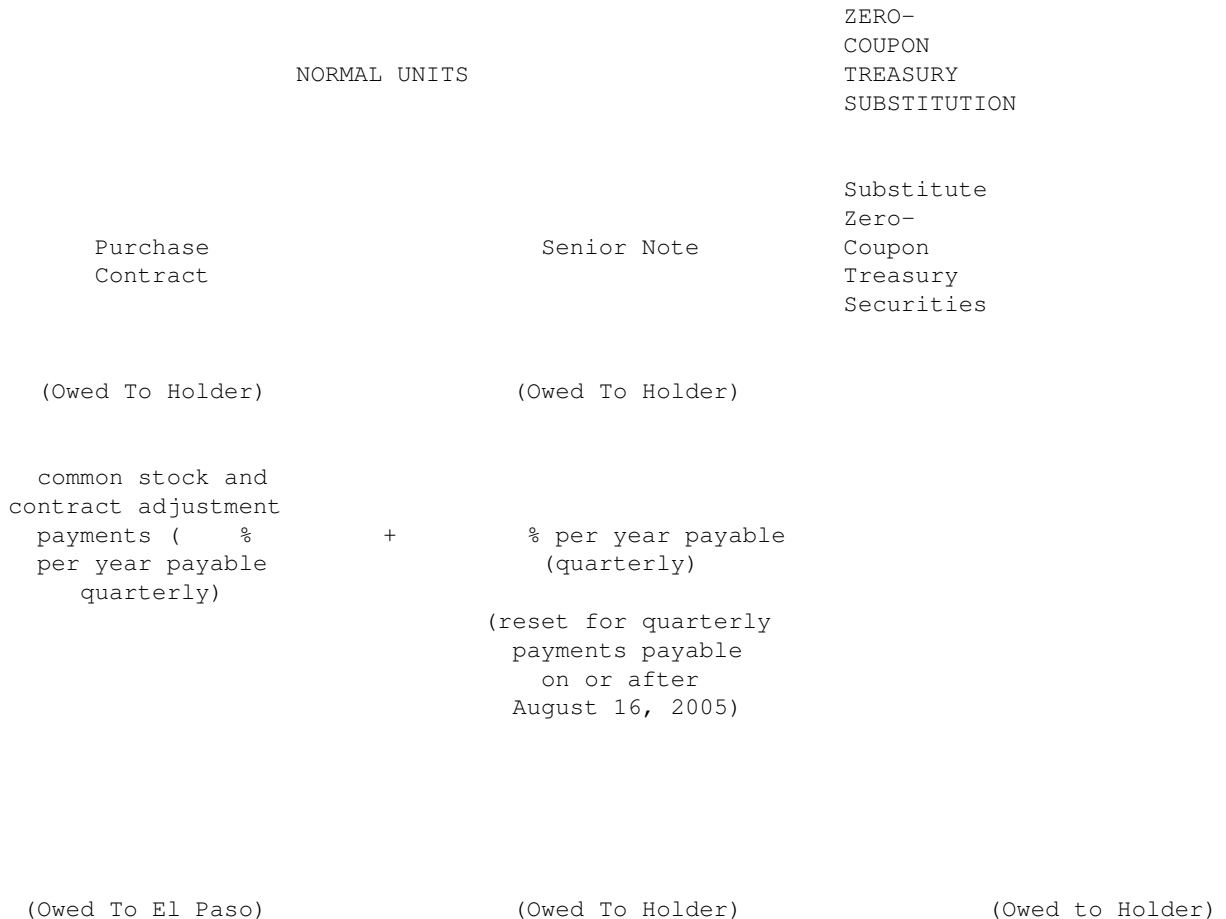 NORMAL UNITS
ZERO-
COUPON
TREASURY
SUBSTITUTION
Purchase
Contract
Senior Note
Substitute
Zero-
Coupon
Treasury
Securities
(Owed To Holder)
(Owed To Holder)
common stock and
contract adjustment
payments (    %
per year payable
quarterly)
+
% per year payable
(quarterly)
(reset for quarterly
payments payable
on or after
August 16, 2005)
(Owed To El Paso)
(Owed To Holder)
(Owed to Holder)